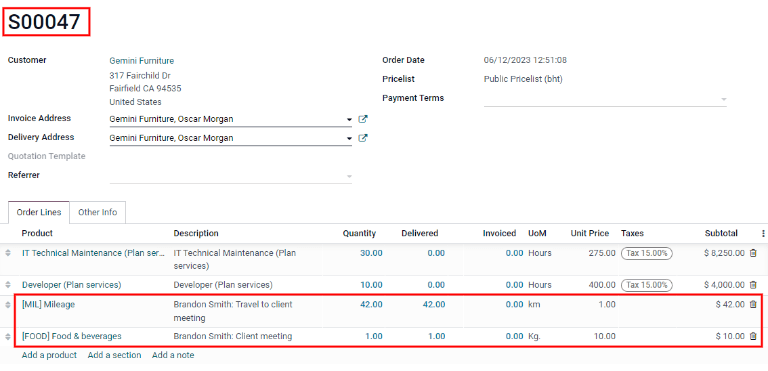 S00047
Customer Gemini Furniture Order Date 06/12/2023 12:51:08
317 Fairchild Dr Pricelist Public Pricelist (bht)
Fairfield CA 94535 Payment Terms
United States
Invoice Address Gemini Furniture, Oscar Morgan
Delivery Address Gemini Furniture, Oscar Morgan
Quotation Template
Referrer
Order Lines Other Info
Product Description Quantity Delivered Invoiced UoM Unit Price Taxes Subtotal
IT Technical Maintenance (Plan ser... IT Technical Maintenance (Plan 30.00 0.00 0.00 Hours 275.00 Tax 15.00% $ 8,250.00
services)
Developer (Plan services) Developer (Plan services) 10.00 0.00 0.00 Hours 400.00 Tax 15.00% $ 4,000.00
[MIL] Mileage Brandon Smith: Travel to client 42.00 42.00 0.00 km 1.00 $ 42.00
meeting
[FOOD] Food & beverages Brandon Smith: Client meeting 1.00 1.00 0.00 Kg. 10.00 $ 10.00
Add a product Add a section Add a note